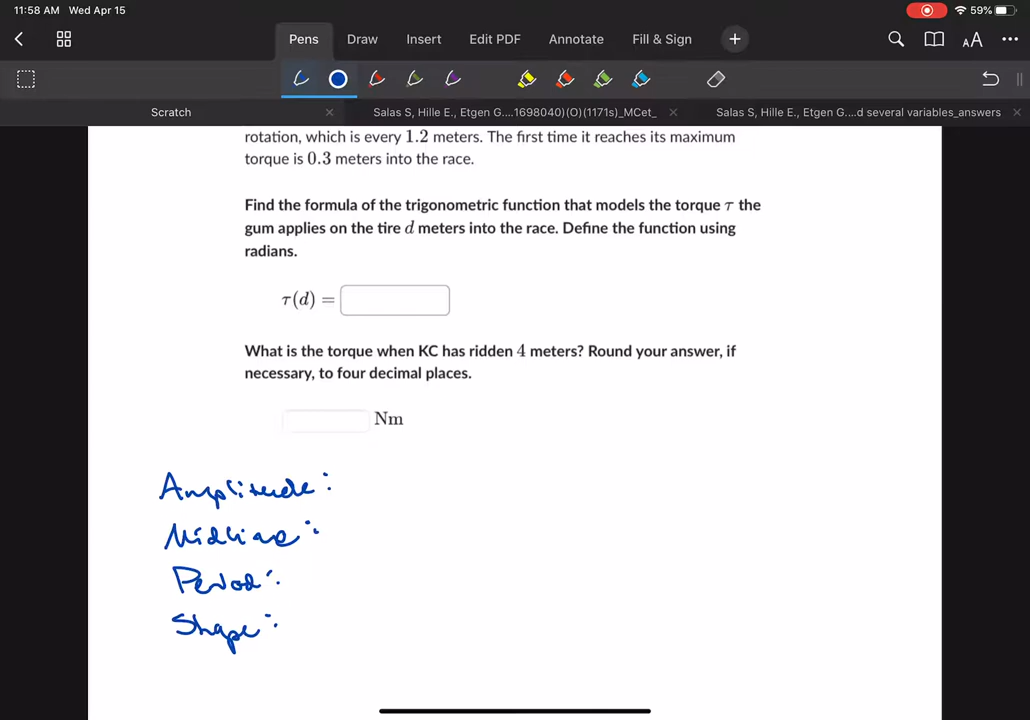 11:58 AM Wed Apr 15
59%
Pens Draw Insert Edit PDF Annotate Fill & Sign
Scratch
Salas S, Hille E., Etgen G....1698040)(O)(1171s)_MCet_
Salas S, Hille E., Etgen G....d several variables_answers
rotation, which is every 1.2 meters. The first time it reaches its maximum
torque is 0.3 meters into the race.
Find the formula of the trigonometric function that models the torque τ the
gum applies on the tire d meters into the race. Define the function using
radians.
τ(d) =
What is the torque when KC has ridden 4 meters? Round your answer, if
necessary, to four decimal places.
Nm
Amplitude:
Midline:
Period:
Shape: